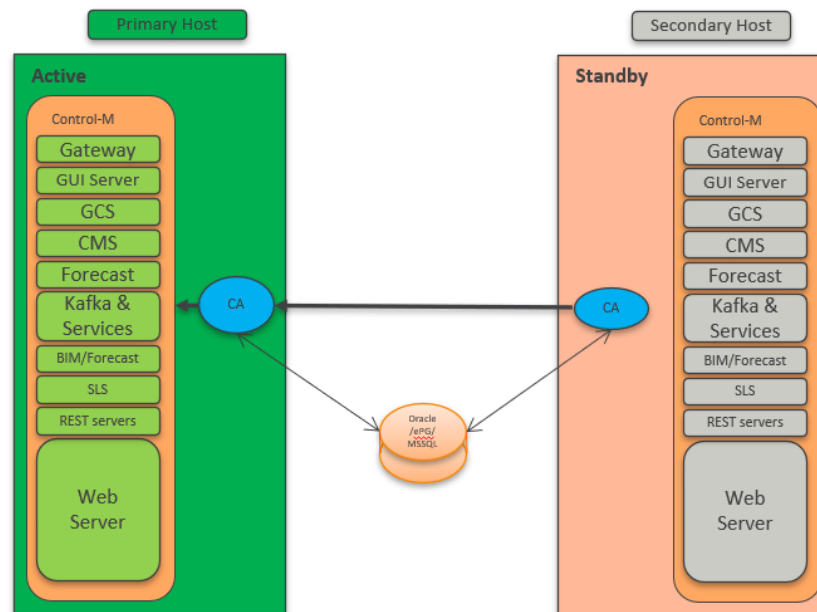 Primary Host
Secondary Host
Active
Standby
Control-M
Gateway
GUI Server
GCS
CMS
Forecast
Kafka &
Services
BIM/Forecast
SLS
REST servers
Web
Server
CA
CA
Oracle
/ePG/
MSSQL
Control-M
Gateway
GUI Server
GCS
CMS
Forecast
Kafka &
Services
BIM/Forecast
SLS
REST servers
Web
Server